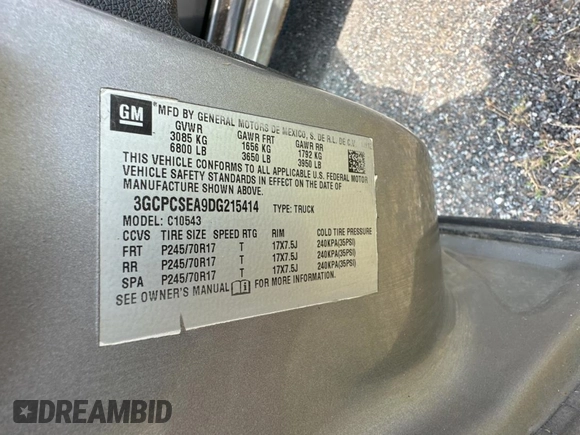 GM
®MFD BY GENERAL MOTORS DE MEXICO, S. DE R.L. DE C.V.
GVWR GAWR FRT GAWR RR
3085 KG 1656 KG 1792 KG
6800 LB 3650 LB 3950 LB
THIS VEHICLE CONFORMS TO ALL APPLICABLE U.S. FEDERAL MOTOR
VEHICLE SAFETY STANDARDS IN EFFECT ON THE DATE OF
MANUFACTURE SHOWN ABOVE.
3GCPCSEA9DG215414 TYPE: TRUCK
MODEL: C10543
CCVS TIRE SIZE SPEED RTG RIM COLD TIRE PRESSURE
FRT P245/70R17 T 17X7.5J 240KPA(35PSI)
RR P245/70R17 T 17X7.5J 240KPA(35PSI)
SPA P245/70R17 T 17X7.5J 240KPA(35PSI)
SEE OWNER'S MANUAL FOR MORE INFORMATION.
DREAMBID